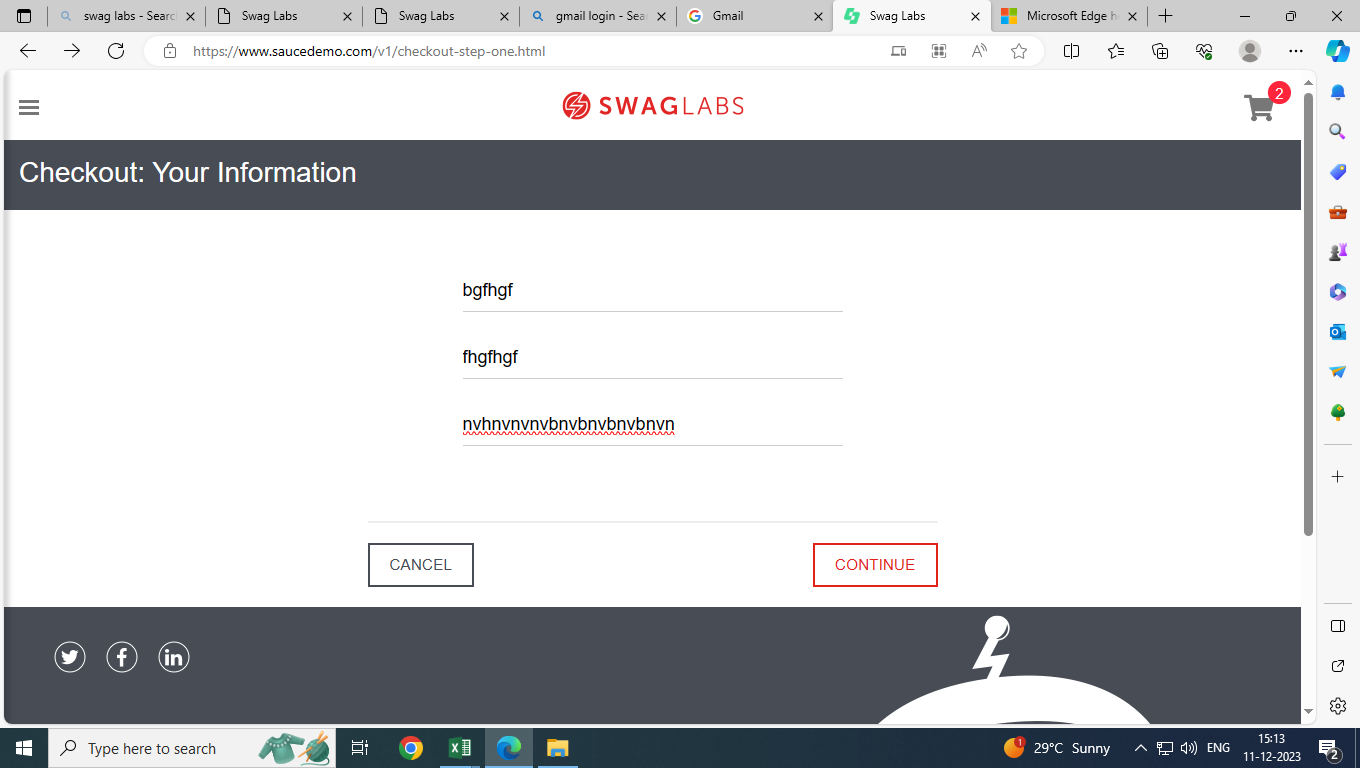 swag labs - Searc
Swag Labs
Swag Labs
gmail login - Sea
Gmail
Swag Labs
Microsoft Edge h
https://www.saucedemo.com/v1/checkout-step-one.html
SWAGLABS
2
Checkout: Your Information
bgfhgf
fhgfhgf
nvhnvnvnvbnvbnvbnvbnvn
CANCEL
CONTINUE
Type here to search
1
29°C Sunny
ENG
15:13
11-12-2023
2